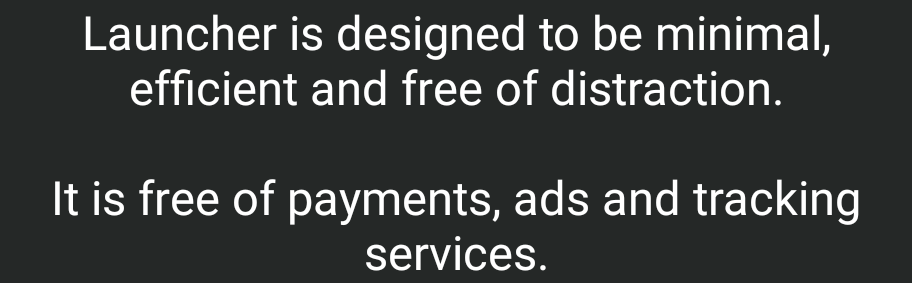 Launcher is designed to be minimal,
efficient and free of distraction.
It is free of payments, ads and tracking
services.